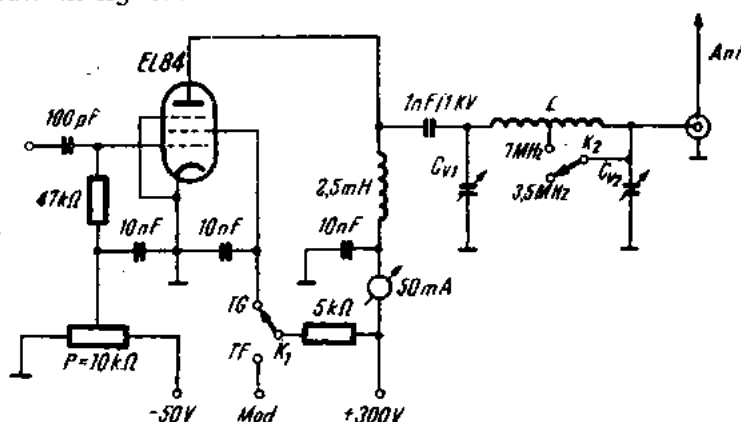 EL84
Ant
100pF
1nF/1KV
L
7MHz
K2
3,5MHz
CV1
CV2
47kΩ
2,5mH
10nF
10nF
10nF
50mA
TG
5kΩ
K1
TF
P=10kΩ
-50V
Mod
+300V